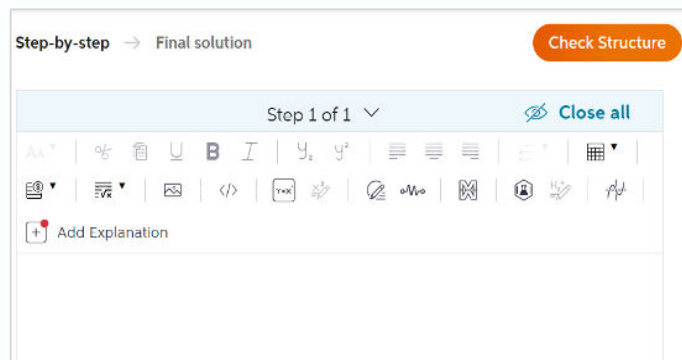 Step-by-step → Final solution
Check Structure
Step 1 of 1
Close all
Add Explanation